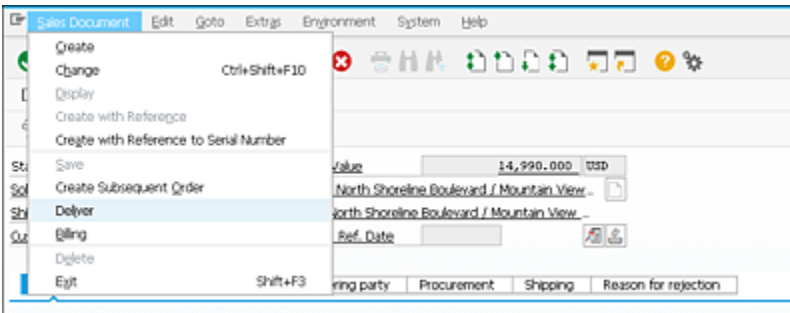 Sales Document Edit Goto Extras Environment System Help
Create
Change Ctrl+Shift+F10
Display
Create with Reference
Create with Reference to Serial Number
Save
Create Subsequent Order
Deliver
Billing
Delete
Exit Shift+F3
Value 14,990.000 USD
North Shoreline Boulevard / Mountain View...
North Shoreline Boulevard / Mountain View...
Ref. Date
party Procurement Shipping Reason for rejection